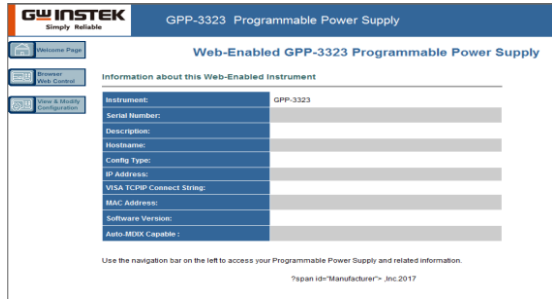 GWINSTEK
Simply Reliable
GPP-3323 Programmable Power Supply
Welcome Page
Web-Enabled GPP-3323 Programmable Power Supply
Browser
Web Control
Information about this Web-Enabled Instrument
View & Modify
Configuration
Instrument: GPP-3323
Serial Number:
Description:
Hostname:
Config Type:
IP Address:
VISA TCPIP Connect String:
MAC Address:
Software Version:
Auto-MDIX Capable :
Use the navigation bar on the left to access your Programmable Power Supply and related information.
?span id="Manufacturer"> ,Inc.2017